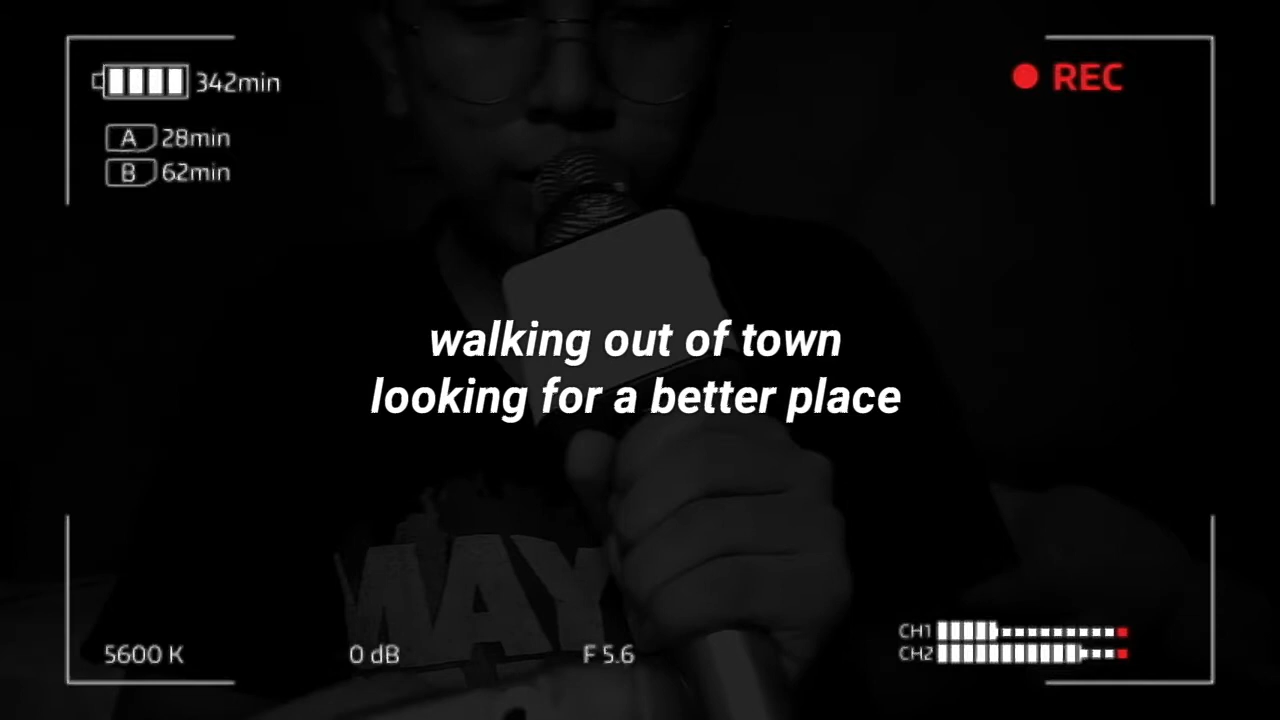 342min
REC
A 28min
B 62min
walking out of town
looking for a better place
MAY
5600 K
0 dB
F 5.6
CH1
CH2